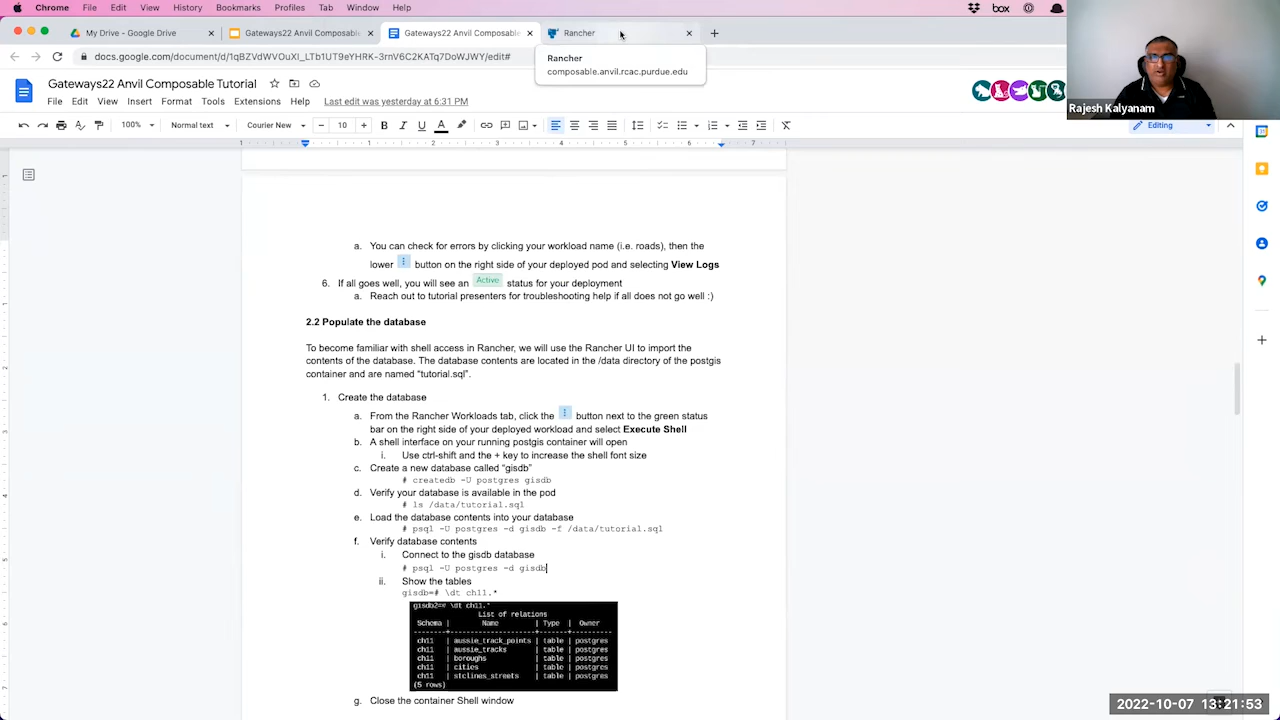 Chrome File Edit View History Bookmarks Profiles Tab Window Help
box
My Drive - Google Drive
Gateways22 Anvil Composable
Gateways22 Anvil Composable
Rancher
docs.google.com/document/d/1qBZVdWVOuXI_LTb1UT9eYHRK-3rnV6C2KATq7DoWJWY/edit#
Rancher
composable.anvil.rcac.purdue.edu
Gateways22 Anvil Composable Tutorial
File Edit View Insert Format Tools Extensions Help Last edit was yesterday at 6:31 PM
Rajesh Kalyanam
100% Normal text Courier New 10 Editing
a. You can check for errors by clicking your workload name (i.e. roads), then the
lower button on the right side of your deployed pod and selecting View Logs
6. If all goes well, you will see an Active status for your deployment
a. Reach out to tutorial presenters for troubleshooting help if all does not go well :)
2.2 Populate the database
To become familiar with shell access in Rancher, we will use the Rancher UI to import the
contents of the database. The database contents are located in the /data directory of the postgis
container and are named “tutorial.sql”.
1. Create the database
a. From the Rancher Workloads tab, click the button next to the green status
bar on the right side of your deployed workload and select Execute Shell
b. A shell interface on your running postgis container will open
i. Use ctrl-shift and the + key to increase the shell font size
c. Create a new database called “gisdb”
# createdb -U postgres gisdb
d. Verify your database is available in the pod
# ls /data/tutorial.sql
e. Load the database contents into your database
# psql -U postgres -d gisdb -f /data/tutorial.sql
f. Verify database contents
i. Connect to the gisdb database
# psql -U postgres -d gisdb
ii. Show the tables
gisdb=# \dt ch11.*
gisdb2=# \dt ch11.*
List of relations
Schema | Name | Type | Owner
ch11 | aussie_track_points | table | postgres
ch11 | aussie_tracks | table | postgres
ch11 | boroughs | table | postgres
ch11 | cities | table | postgres
ch11 | stclines_streets | table | postgres
(5 rows)
g. Close the container Shell window
2022-10-07 13:21:53